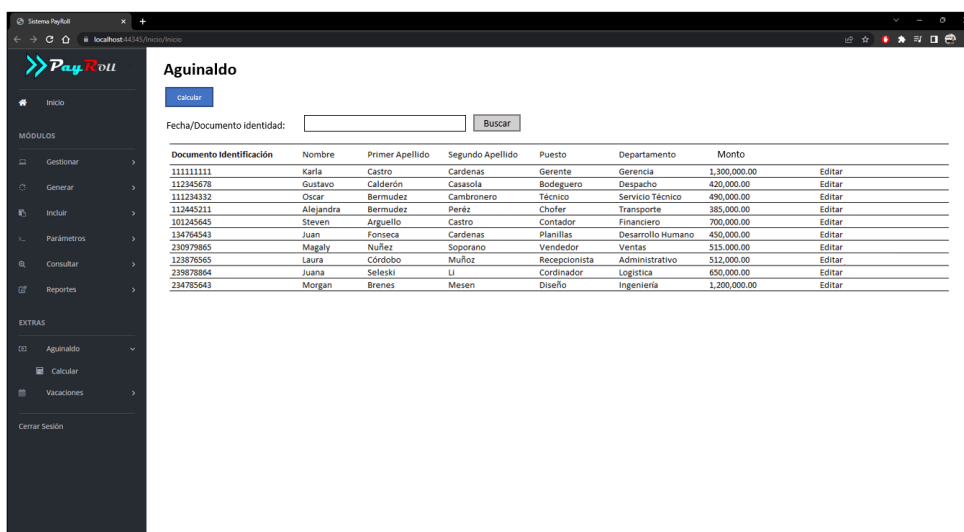 Sistema PayRoll
localhost:44345/Inicio/Inicio
PayRoll
Inicio
MÓDULOS
Gestionar
Generar
Incluir
Parámetros
Consultar
Reportes
EXTRAS
Aguinaldo
Calcular
Vacaciones
Cerrar Sesión
Aguinaldo
Calcular
Fecha/Documento identidad: Buscar
Documento Identificación Nombre Primer Apellido Segundo Apellido Puesto Departamento Monto
111111111 Karla Castro Cardenas Gerente Gerencia 1,300,000.00 Editar
112345678 Gustavo Calderón Casasola Bodeguero Despacho 420,000.00 Editar
111234332 Oscar Bermudez Cambronero Técnico Servicio Técnico 490,000.00 Editar
112445211 Alejandra Bermudez Peréz Chofer Transporte 385,000.00 Editar
101245645 Steven Arguello Castro Contador Financiero 700,000.00 Editar
134764543 Juan Fonseca Cardenas Planillas Desarrollo Humano 450,000.00 Editar
230979865 Magaly Nuñez Soporano Vendedor Ventas 515.000.00 Editar
123876565 Laura Córdobo Muñoz Recepcionista Administrativo 512,000.00 Editar
239878864 Juana Seleski Li Cordinador Logistica 650,000.00 Editar
234785643 Morgan Brenes Mesen Diseño Ingeniería 1,200,000.00 Editar